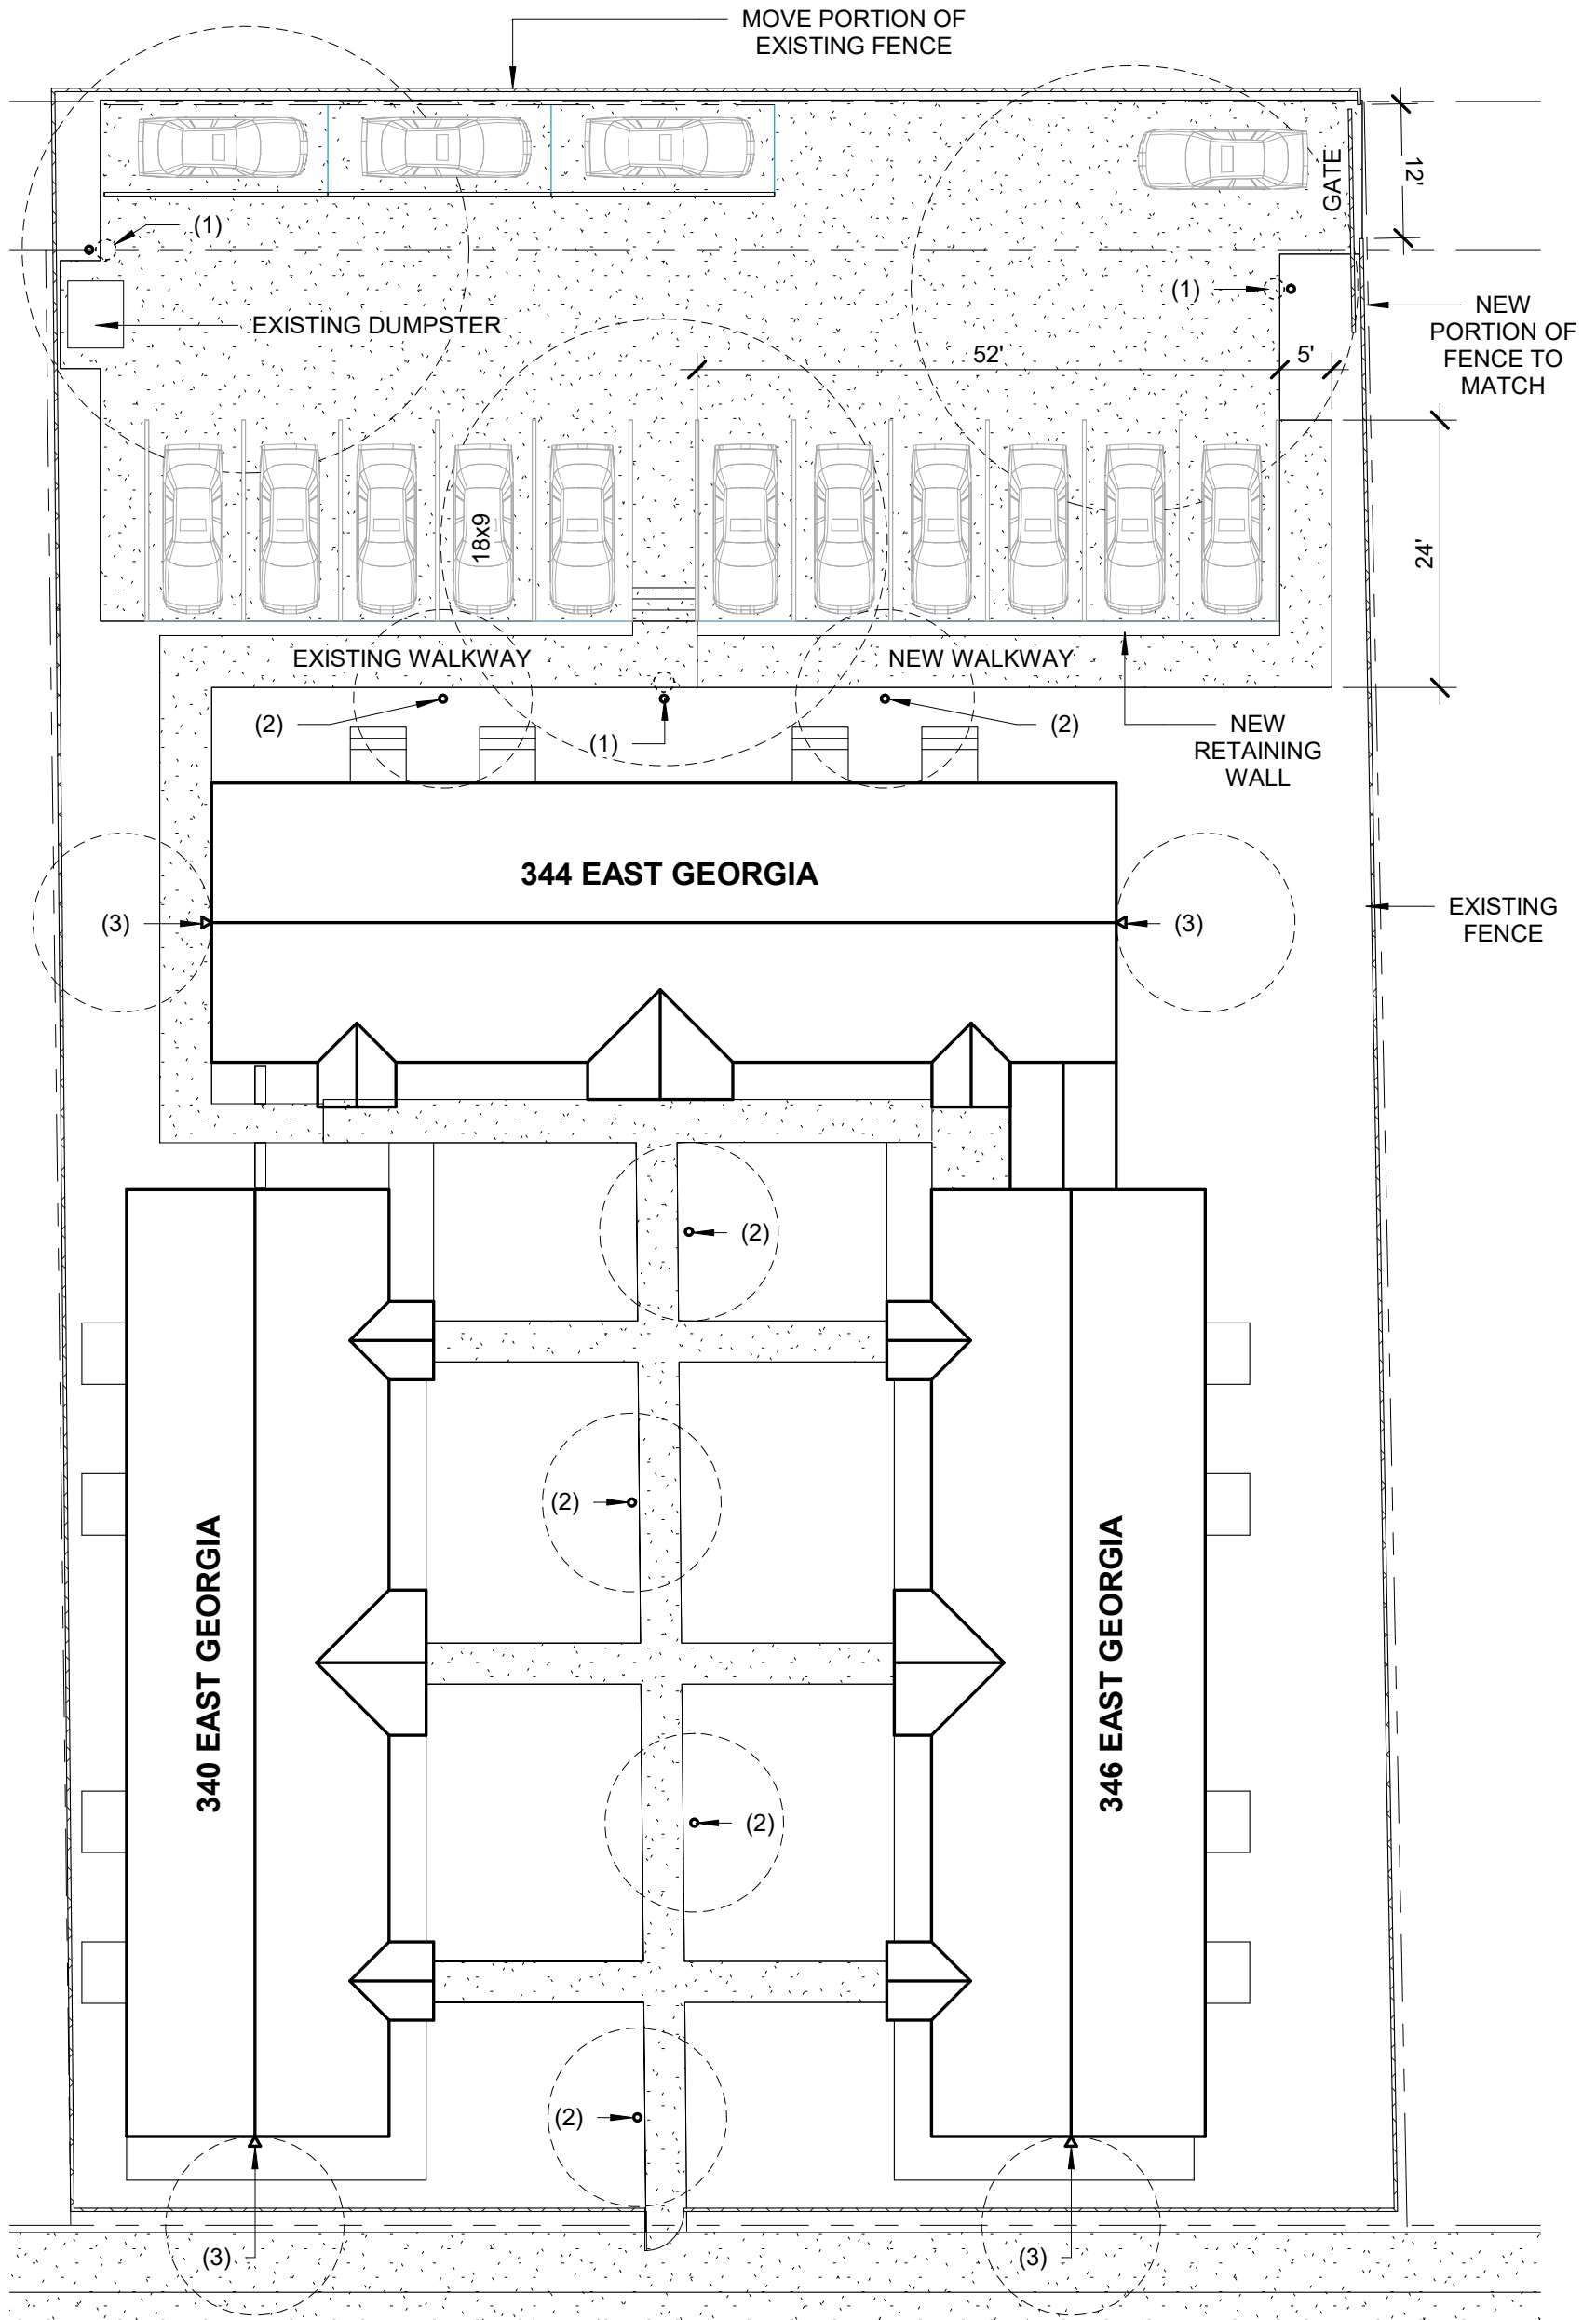 MOVE PORTION OF
EXISTING FENCE
12'
GATE
(1)
(1)
NEW
PORTION OF
FENCE TO
MATCH
EXISTING DUMPSTER
52'
5'
18x9
24'
EXISTING WALKWAY
NEW WALKWAY
(2)
(1)
(2)
NEW
RETAINING
WALL
344 EAST GEORGIA
(3)
(3)
EXISTING
FENCE
(2)
(2)
340 EAST GEORGIA
346 EAST GEORGIA
(2)
(2)
(3)
(3)